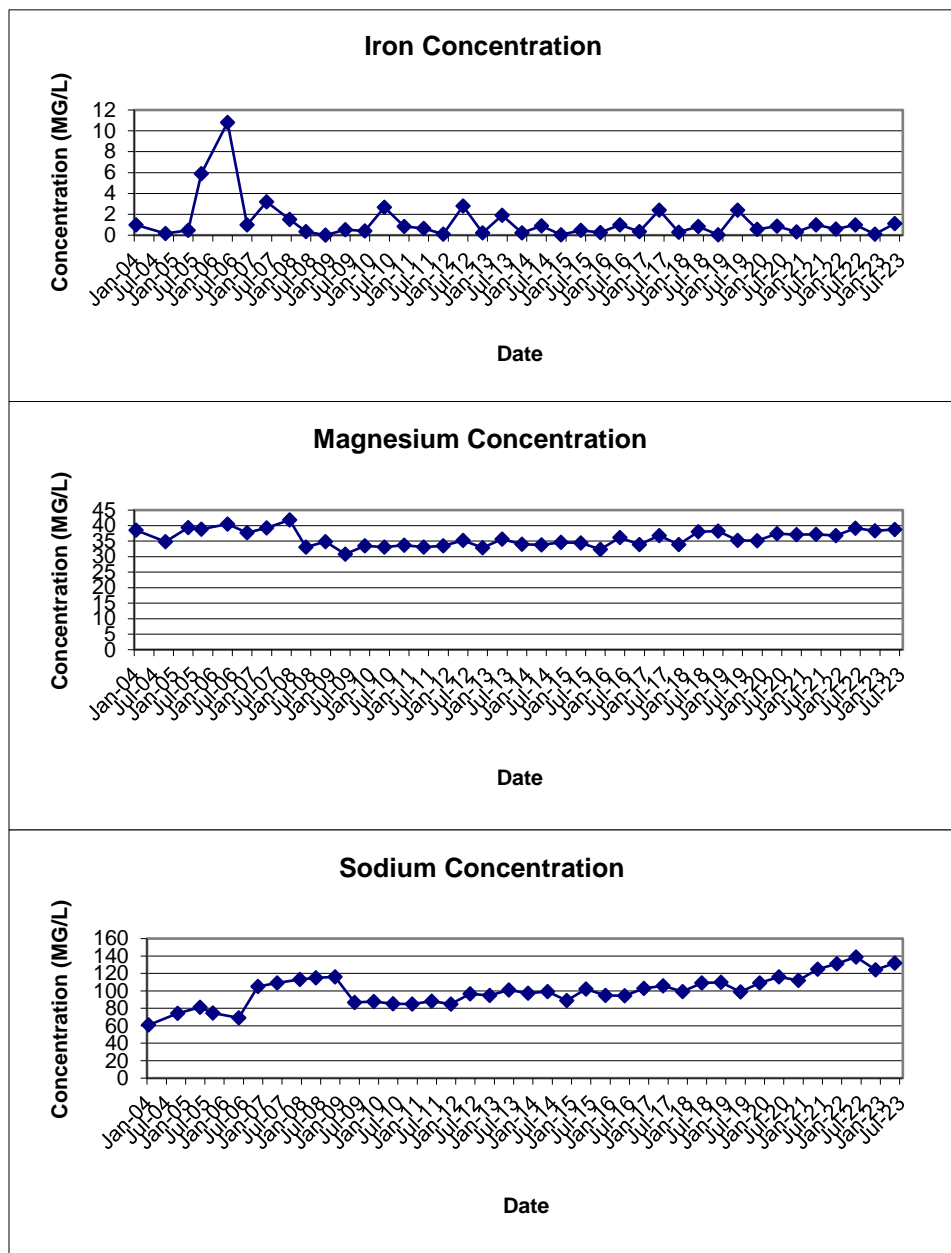 Iron Concentration
Concentration (MG/L)
12
10
8
6
4
2
0
Jan-04
Jul-04
Jan-05
Jul-05
Jan-06
Jul-06
Jan-07
Jul-07
Jan-08
Jul-08
Jan-09
Jul-09
Jan-10
Jul-10
Jan-11
Jul-11
Jan-12
Jul-12
Jan-13
Jul-13
Jan-14
Jul-14
Jan-15
Jul-15
Jan-16
Jul-16
Jan-17
Jul-17
Jan-18
Jul-18
Jan-19
Jul-19
Jan-20
Jul-20
Jan-21
Jul-21
Jan-22
Jul-22
Jan-23
Jul-23
Date
Magnesium Concentration
Concentration (MG/L)
45
40
35
30
25
20
15
10
5
0
Jan-04
Jul-04
Jan-05
Jul-05
Jan-06
Jul-06
Jan-07
Jul-07
Jan-08
Jul-08
Jan-09
Jul-09
Jan-10
Jul-10
Jan-11
Jul-11
Jan-12
Jul-12
Jan-13
Jul-13
Jan-14
Jul-14
Jan-15
Jul-15
Jan-16
Jul-16
Jan-17
Jul-17
Jan-18
Jul-18
Jan-19
Jul-19
Jan-20
Jul-20
Jan-21
Jul-21
Jan-22
Jul-22
Jan-23
Jul-23
Date
Sodium Concentration
Concentration (MG/L)
160
140
120
100
80
60
40
20
0
Jan-04
Jul-04
Jan-05
Jul-05
Jan-06
Jul-06
Jan-07
Jul-07
Jan-08
Jul-08
Jan-09
Jul-09
Jan-10
Jul-10
Jan-11
Jul-11
Jan-12
Jul-12
Jan-13
Jul-13
Jan-14
Jul-14
Jan-15
Jul-15
Jan-16
Jul-16
Jan-17
Jul-17
Jan-18
Jul-18
Jan-19
Jul-19
Jan-20
Jul-20
Jan-21
Jul-21
Jan-22
Jul-22
Jan-23
Jul-23
Date